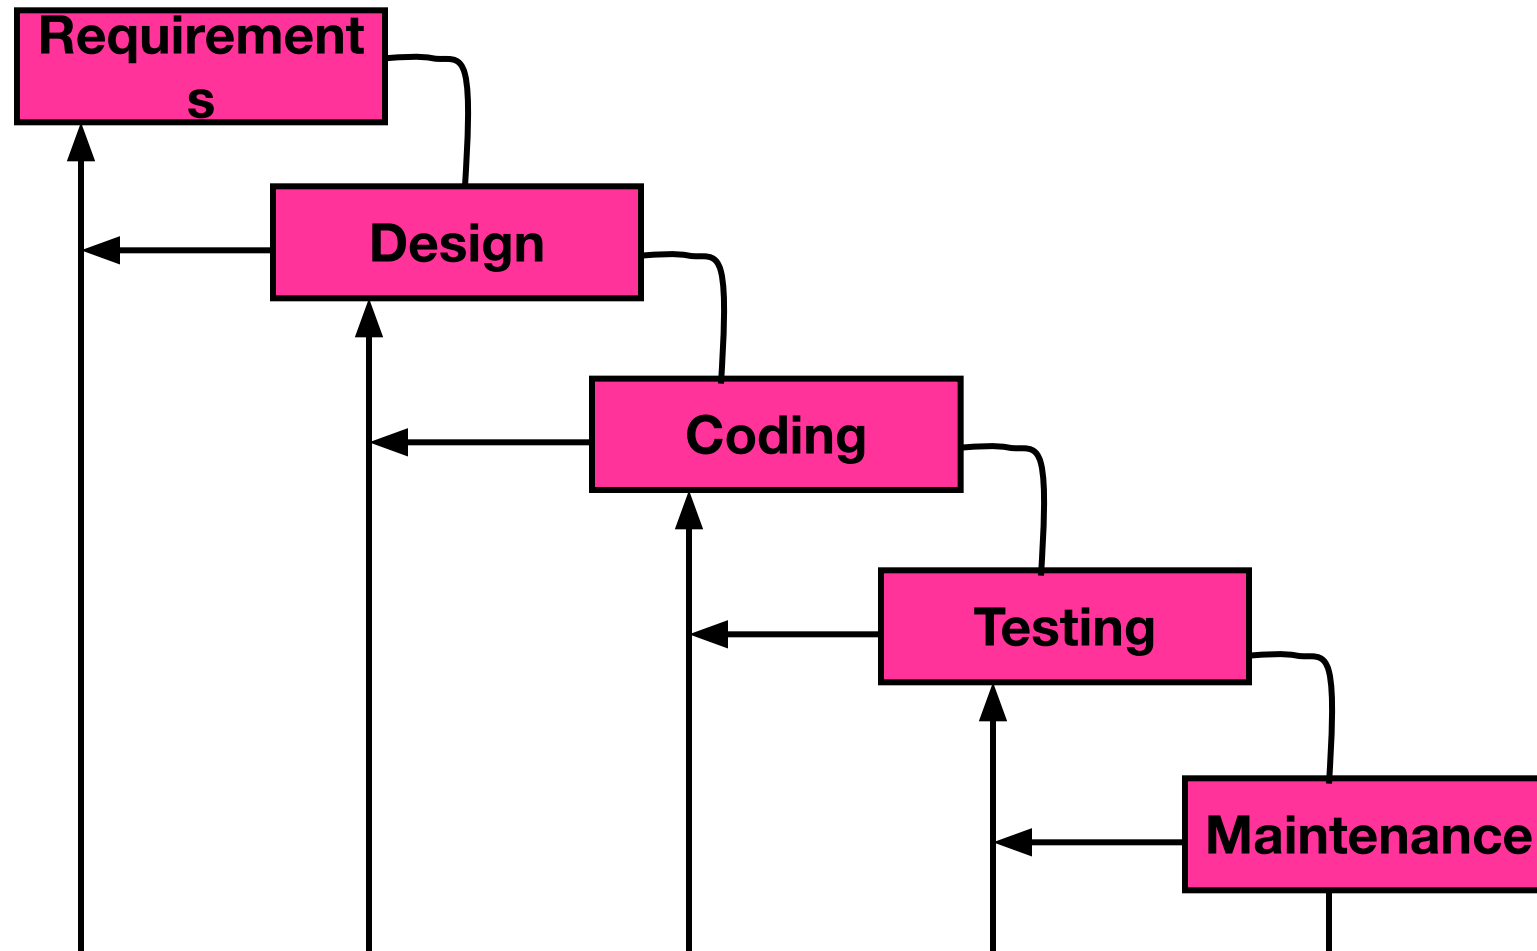 Requirement
s
Design
Coding
Testing
Maintenance